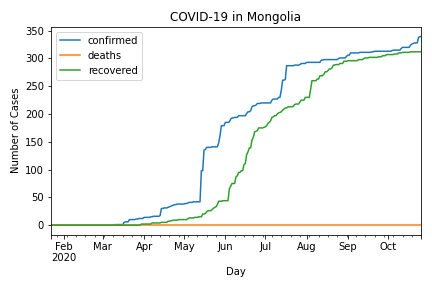 COVID-19 in Mongolia
confirmed
deaths
recovered
Number of Cases
350
300
250
200
150
100
50
0
Feb Mar Apr May Jun Jul Aug Sep Oct
2020
Day